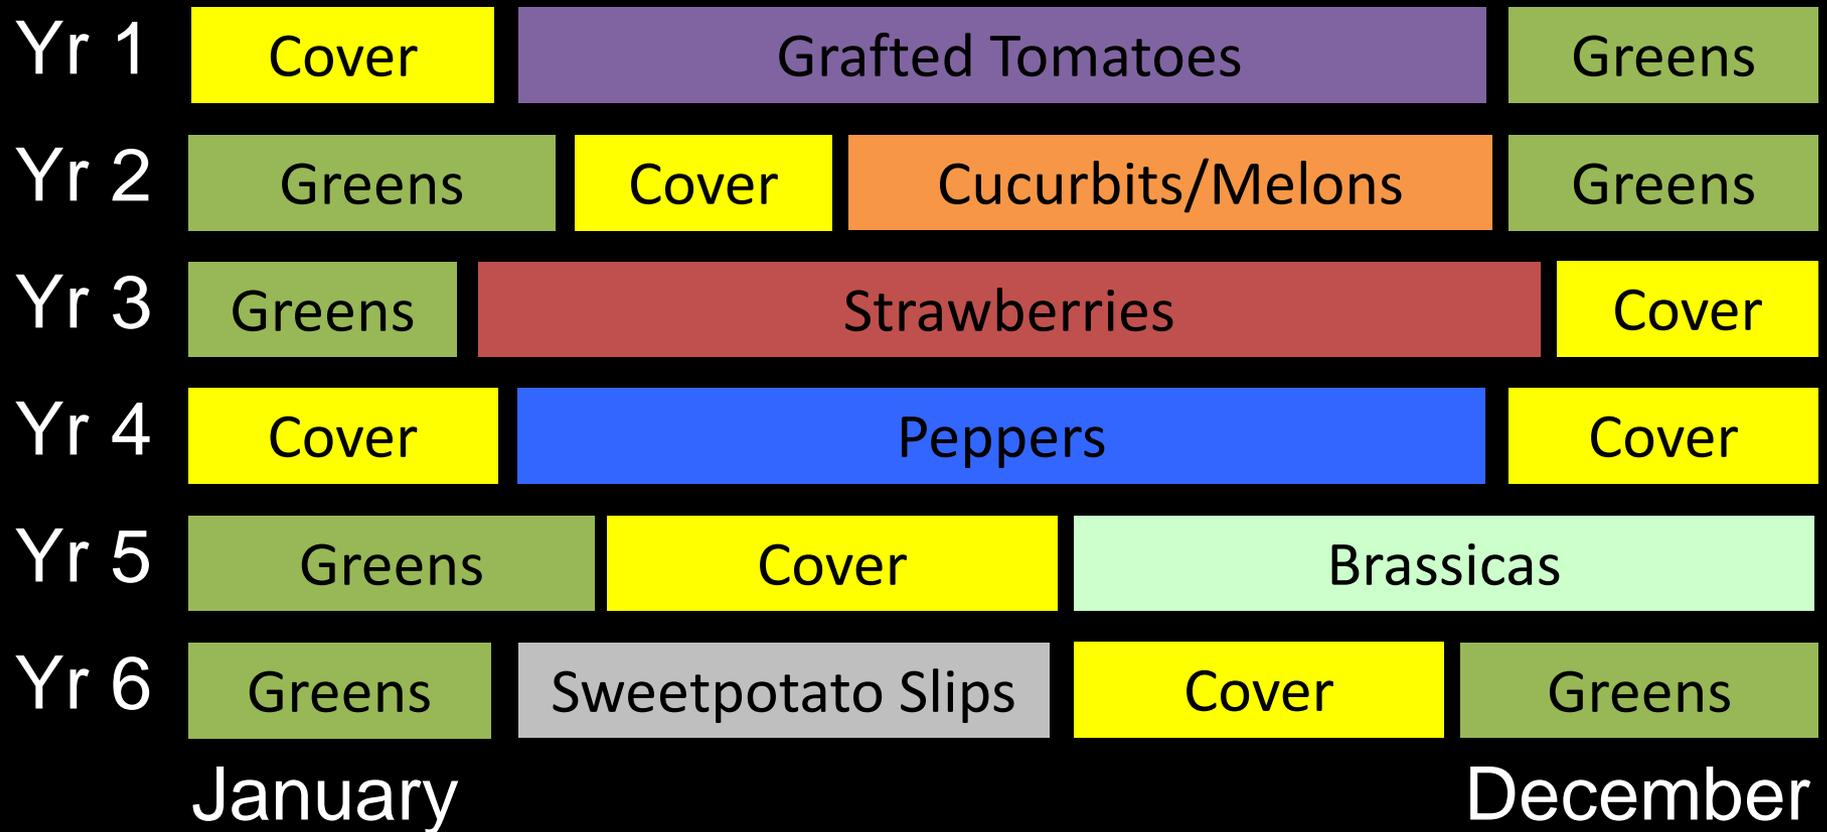 Yr 1 Cover Grafted Tomatoes Greens
Yr 2 Greens Cover Cucurbits/Melons Greens
Yr 3 Greens Strawberries Cover
Yr 4 Cover Peppers Cover
Yr 5 Greens Cover Brassicas
Yr 6 Greens Sweetpotato Slips Cover Greens
January December